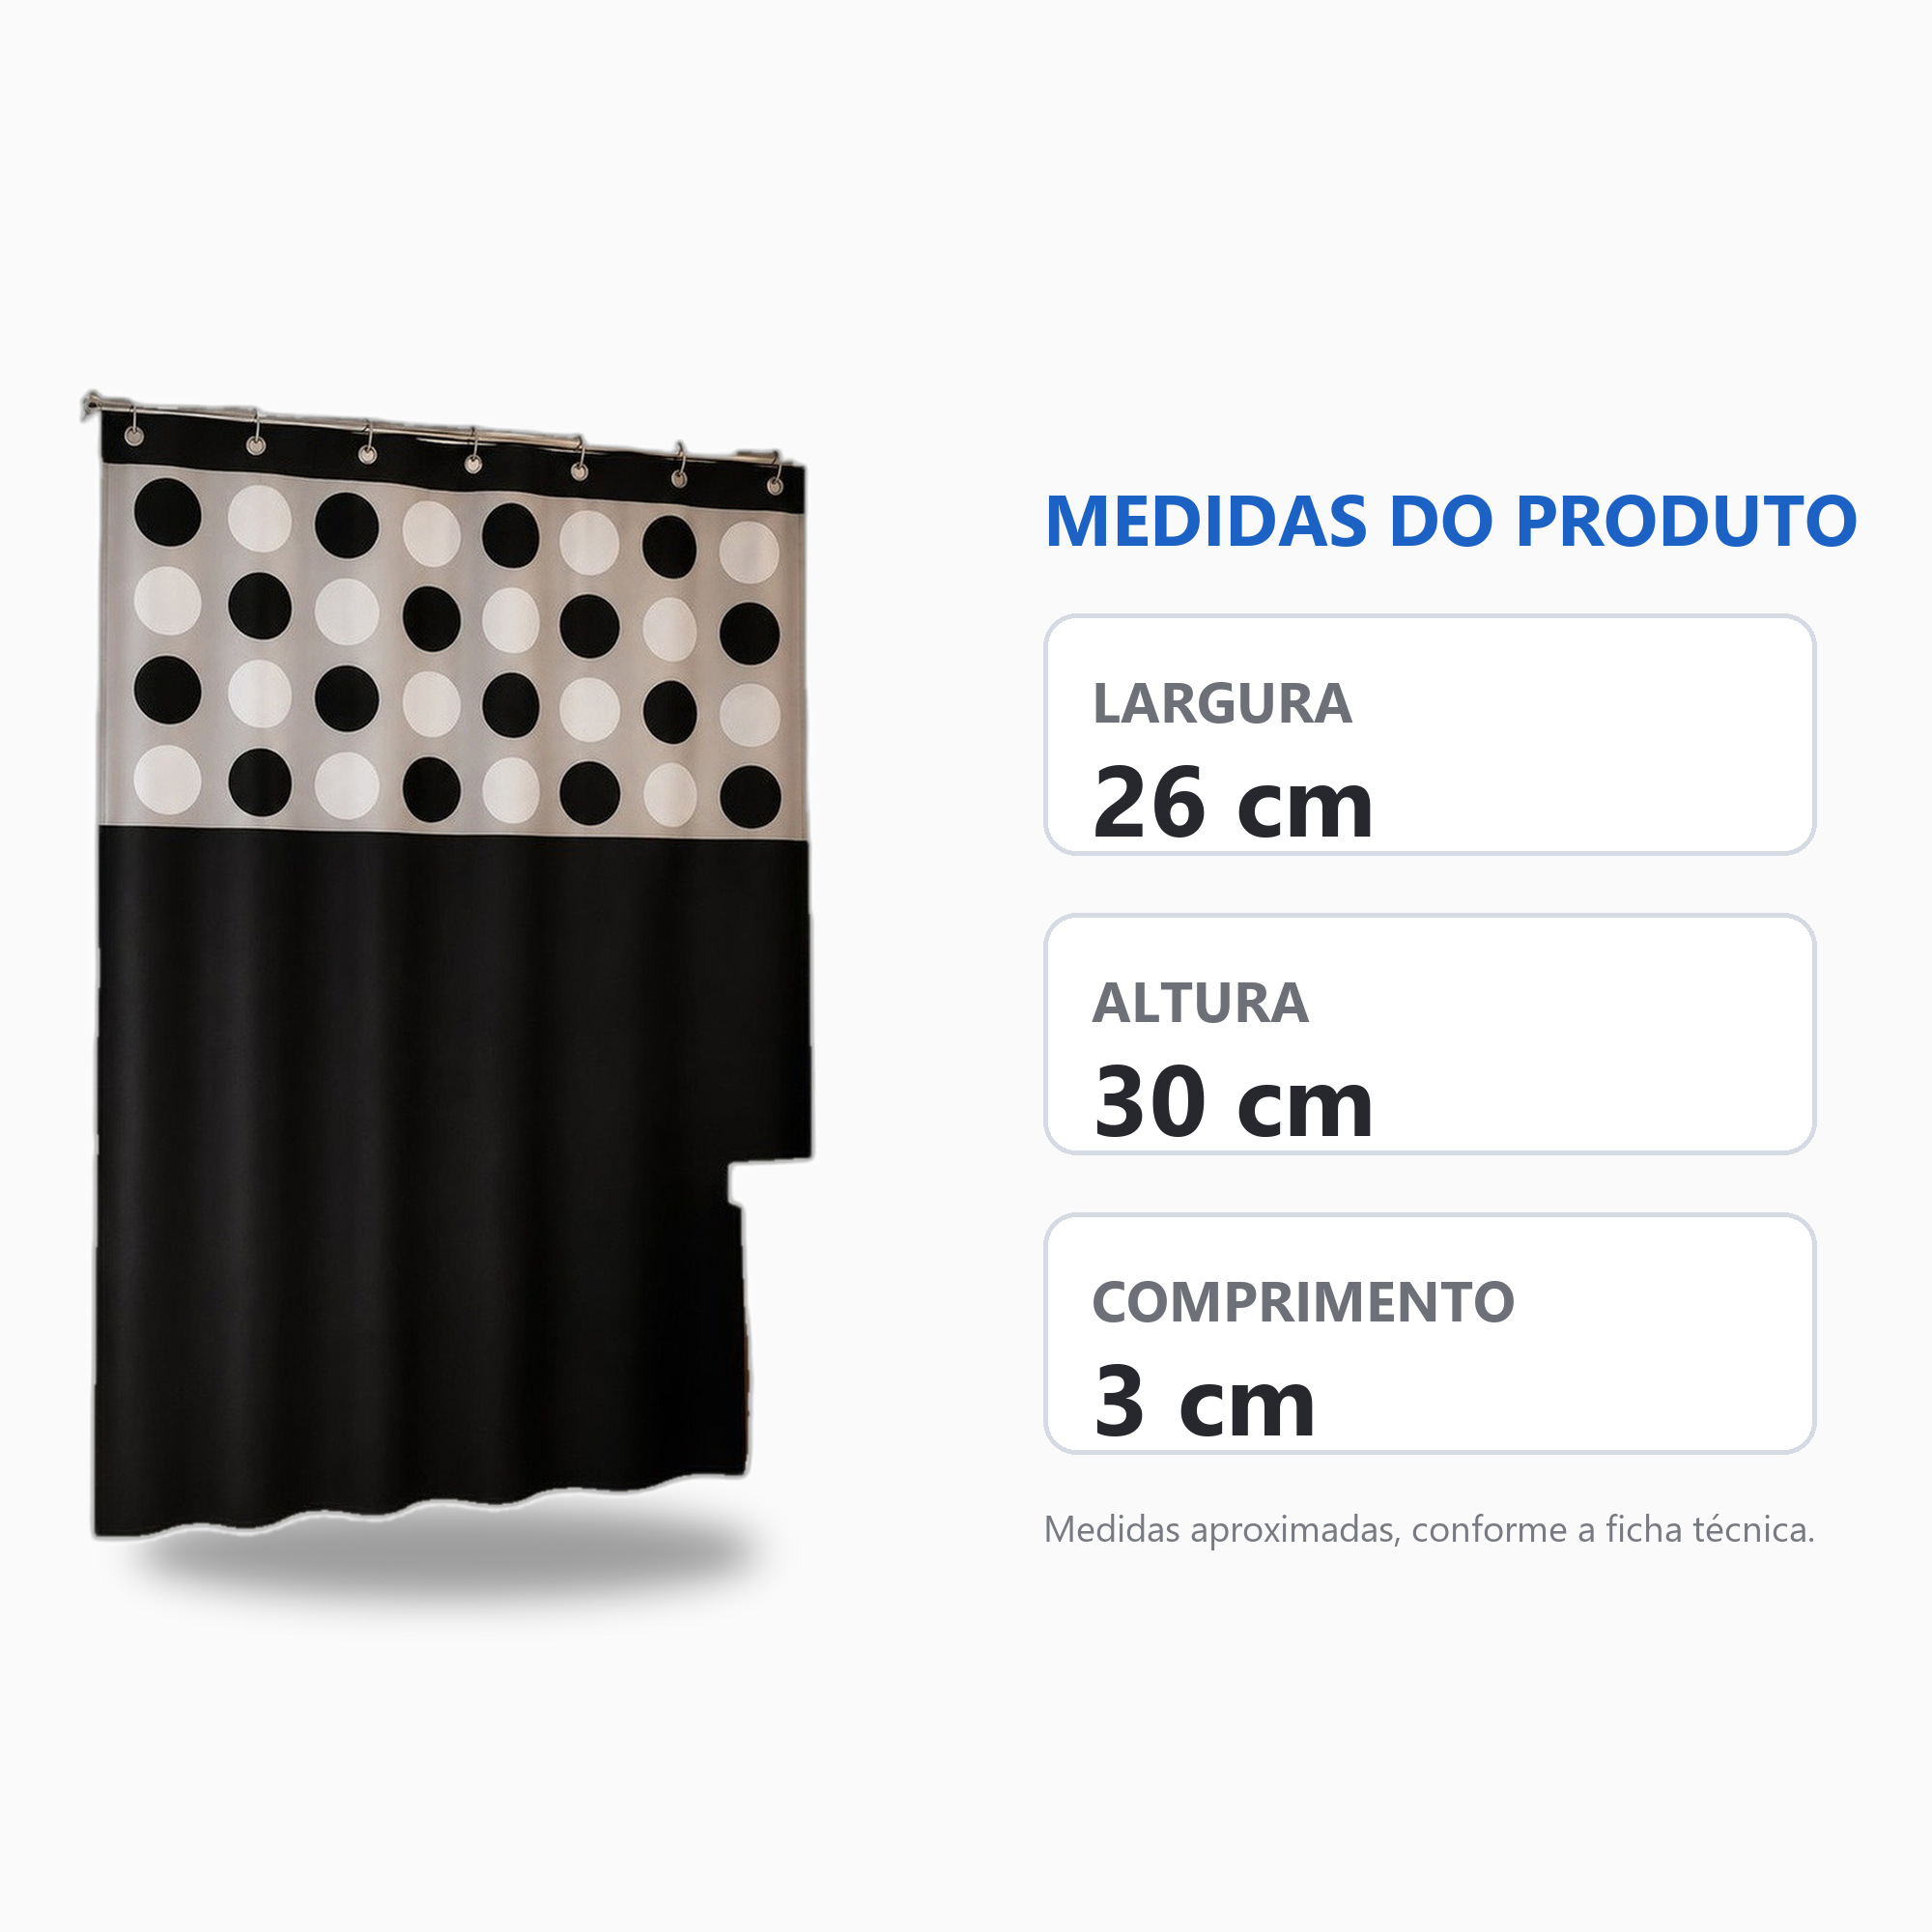 MEDIDAS DO PRODUTO
LARGURA
26 cm
ALTURA
30 cm
COMPRIMENTO
3 cm
Medidas aproximadas, conforme a ficha técnica.